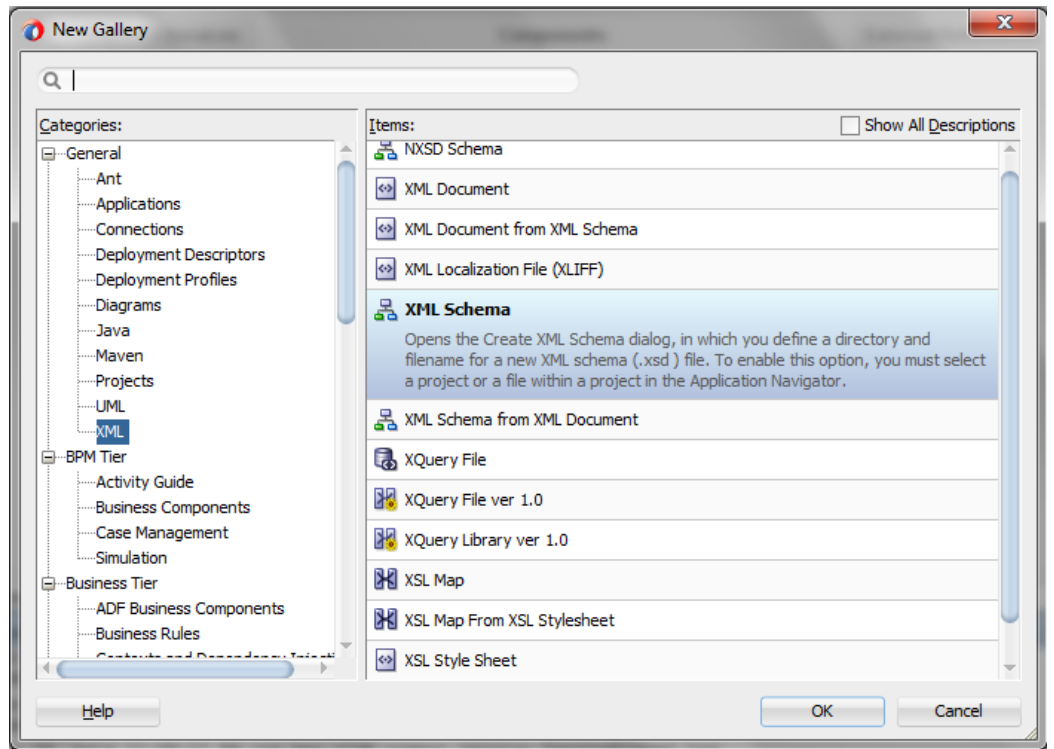 New Gallery
Categories:
Items:
Show All Descriptions
General
Ant
Applications
Connections
Deployment Descriptors
Deployment Profiles
Diagrams
Java
Maven
Projects
UML
XML
BPM Tier
Activity Guide
Business Components
Case Management
Simulation
Business Tier
ADF Business Components
Business Rules
Contexts and Dependency Injecti
NXSD Schema
XML Document
XML Document from XML Schema
XML Localization File (XLIFF)
XML Schema
Opens the Create XML Schema dialog, in which you define a directory and
filename for a new XML schema (.xsd ) file. To enable this option, you must select
a project or a file within a project in the Application Navigator.
XML Schema from XML Document
XQuery File
XQuery File ver 1.0
XQuery Library ver 1.0
XSL Map
XSL Map From XSL Stylesheet
XSL Style Sheet
Help
OK
Cancel